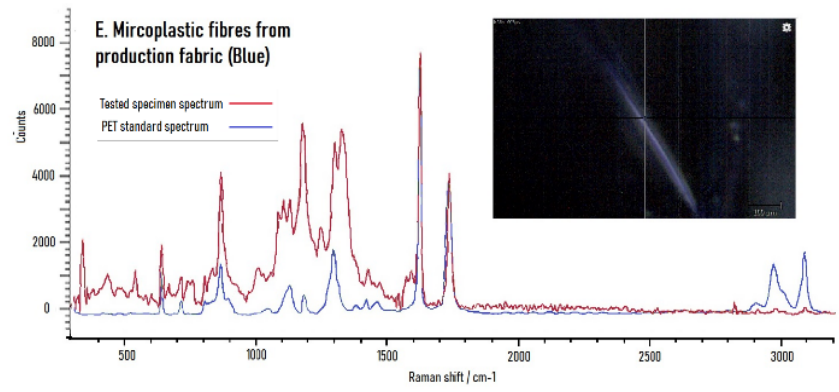 E. Mircoplastic fibres from
production fabric (Blue)
Tested specimen spectrum
PET standard spectrum
Counts
8000
6000
4000
2000
0
500
1000
1500
2000
2500
3000
Raman shift / cm-1